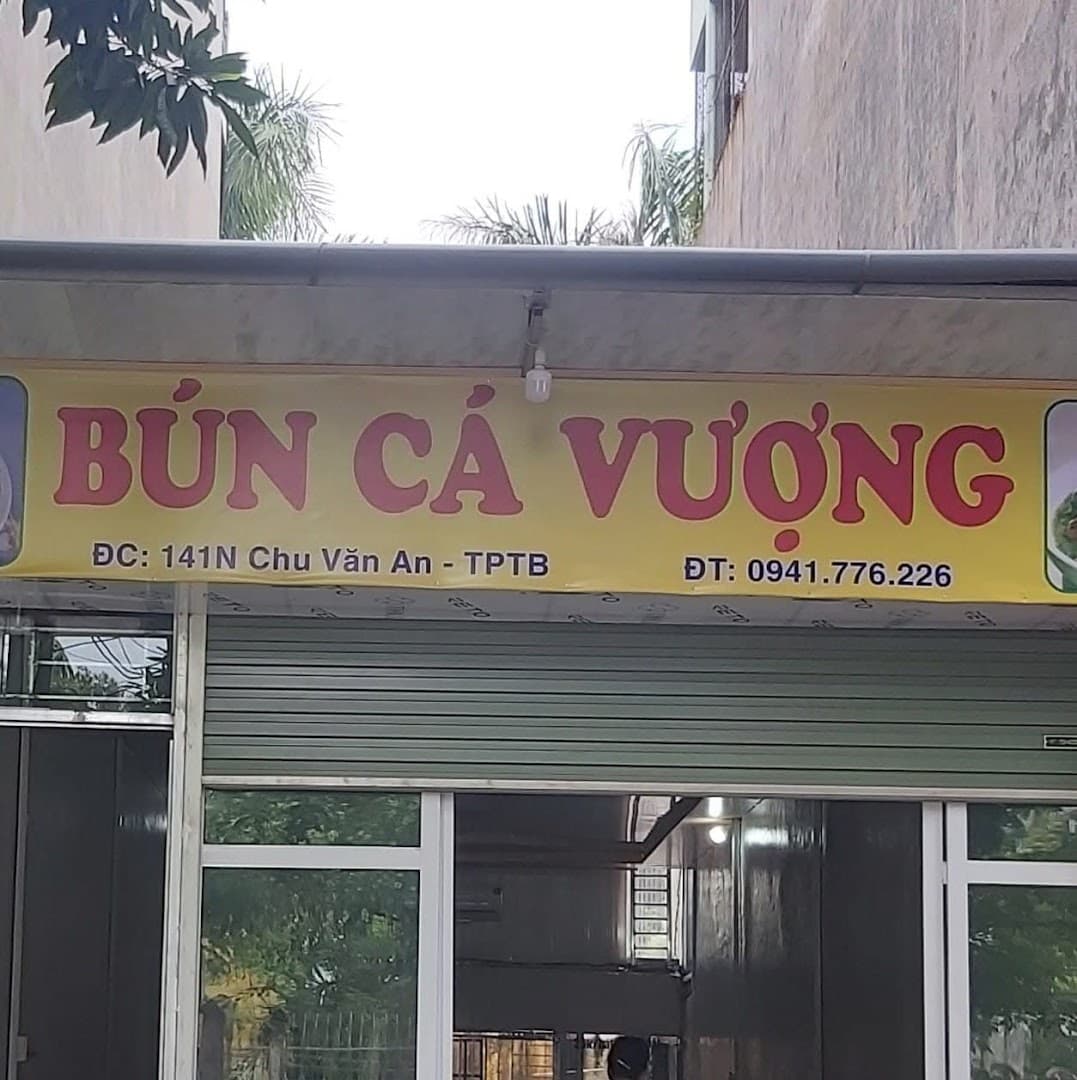 BÚN CÁ VƯỢNG
ĐC: 141N Chu Văn An - TPTB
ĐT: 0941.776.226